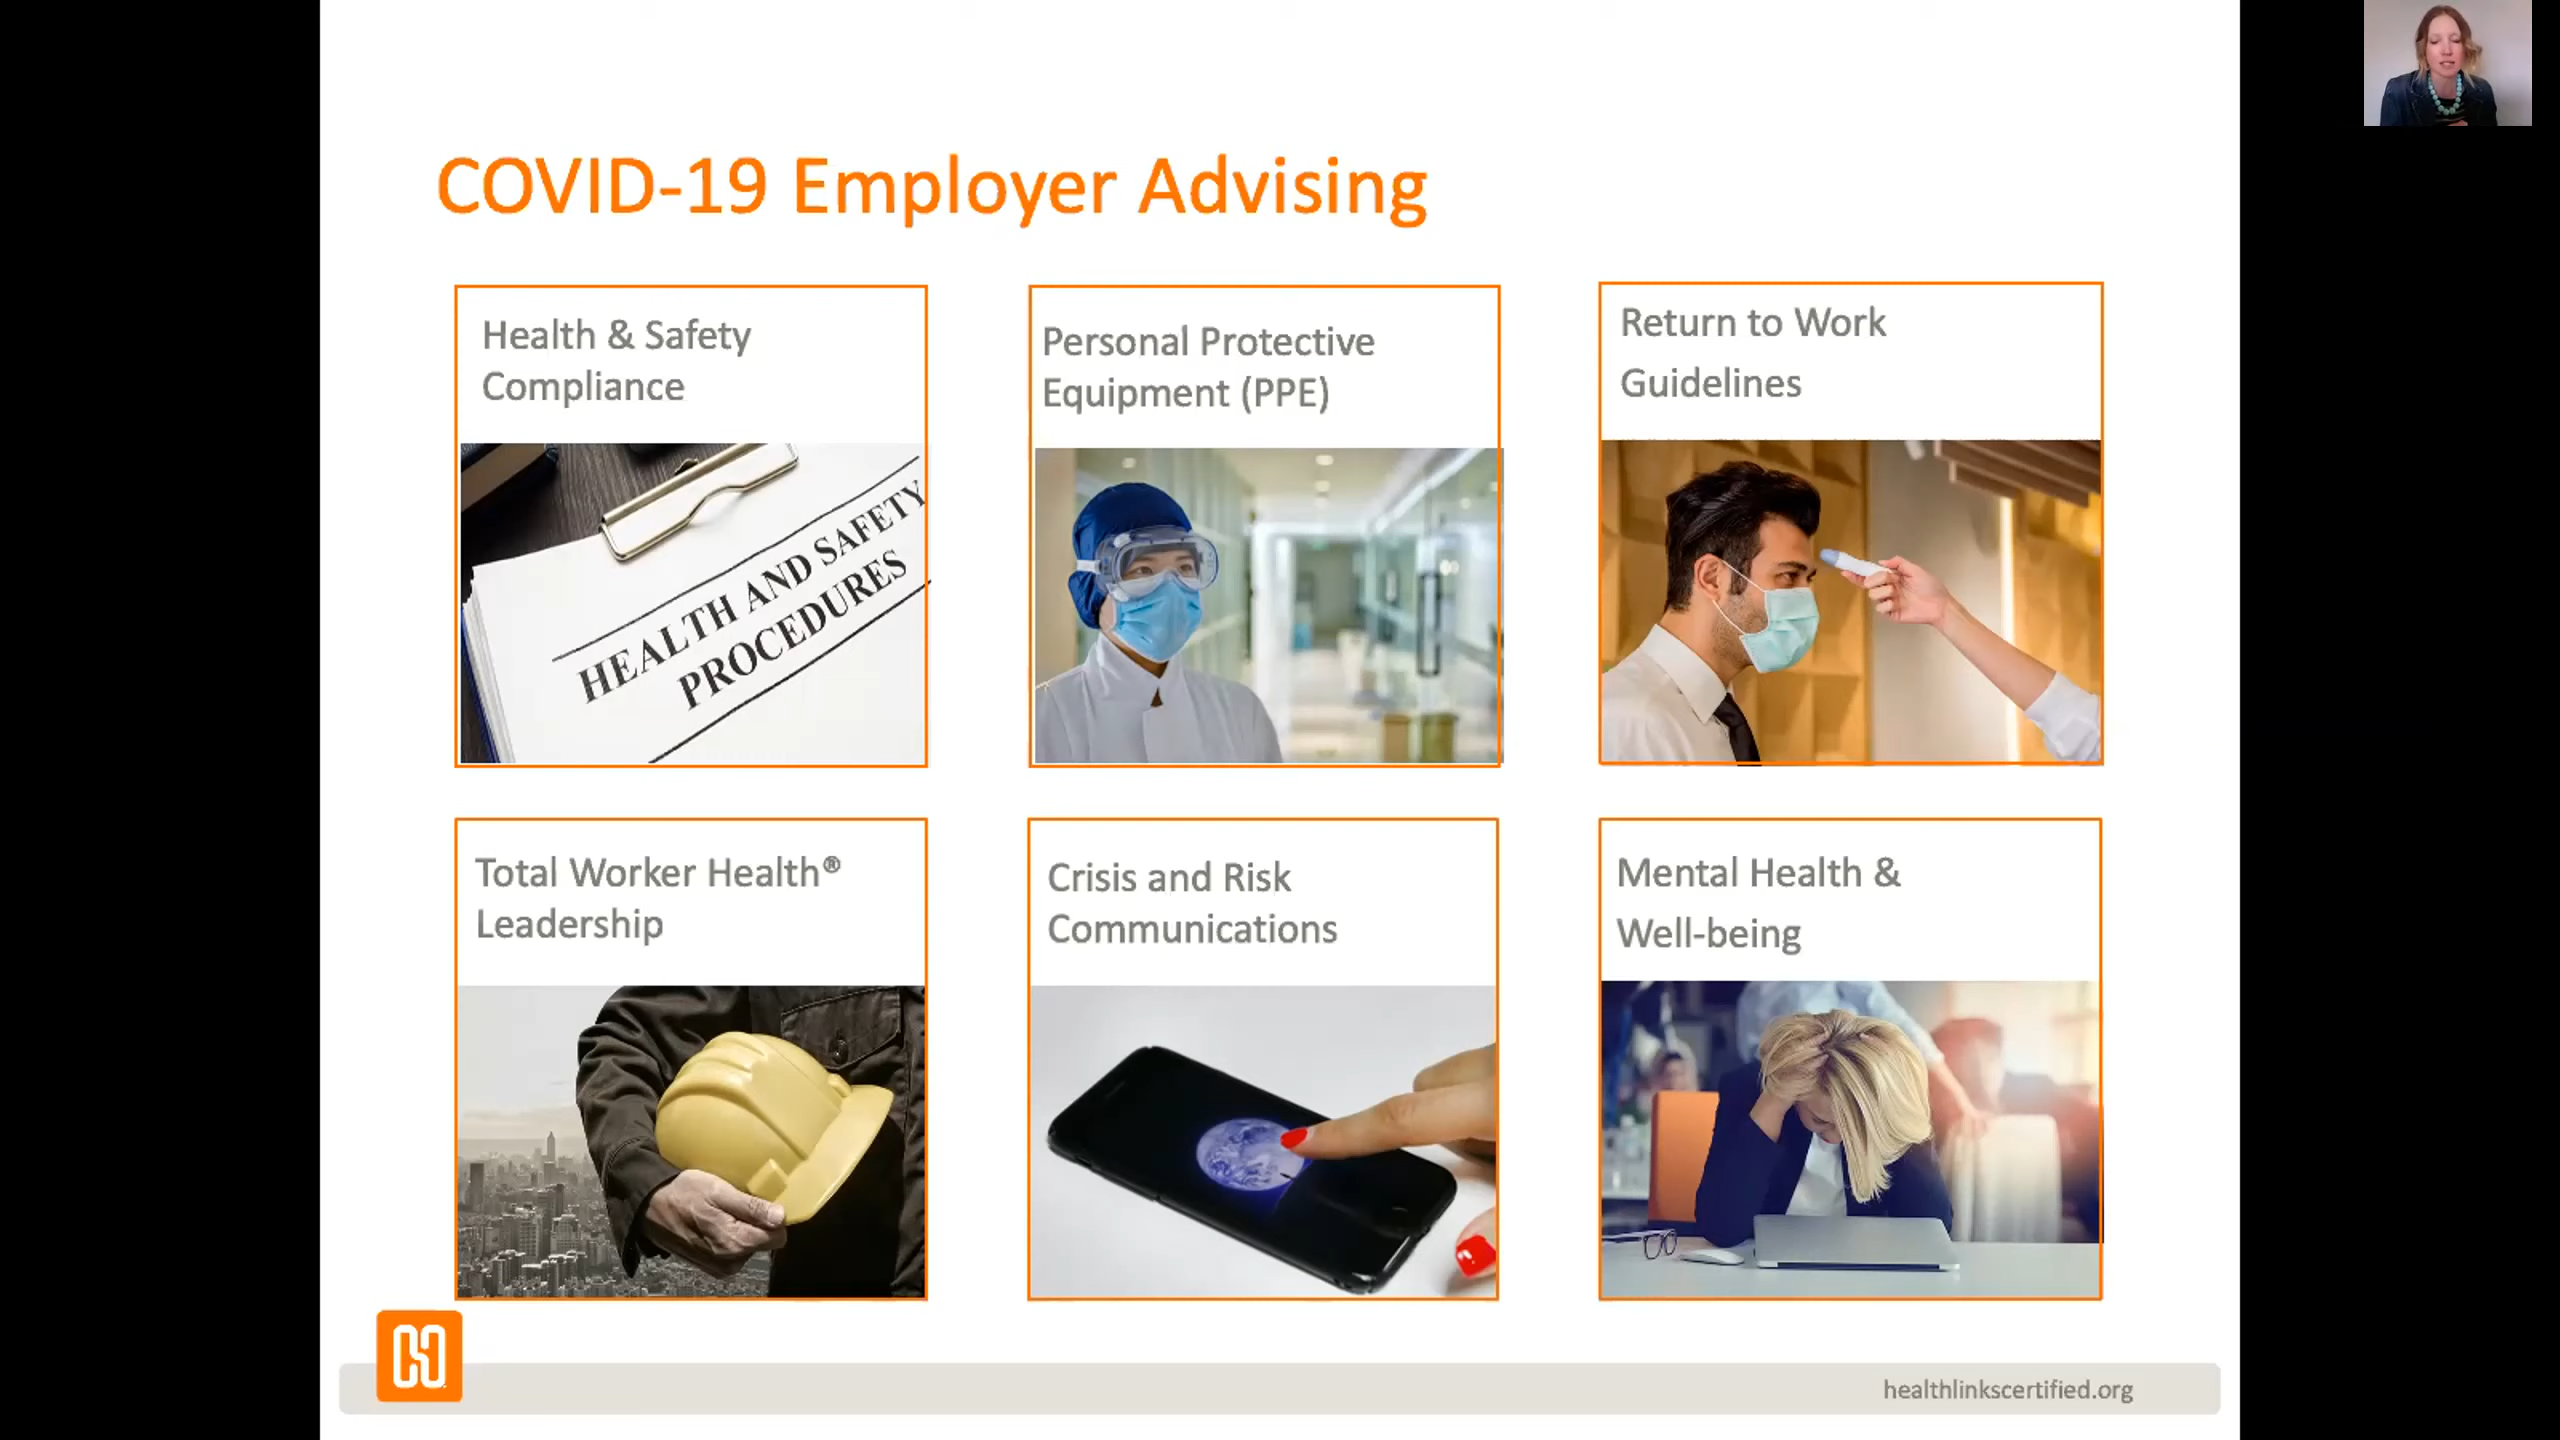 COVID-19 Employer Advising
Health & Safety
Compliance
Personal Protective
Equipment (PPE)
Return to Work
Guidelines
HEALTH AND SAFETY
PROCEDURES
Total Worker Health®
Leadership
Crisis and Risk
Communications
Mental Health &
Well-being
healthlinkscertified.org